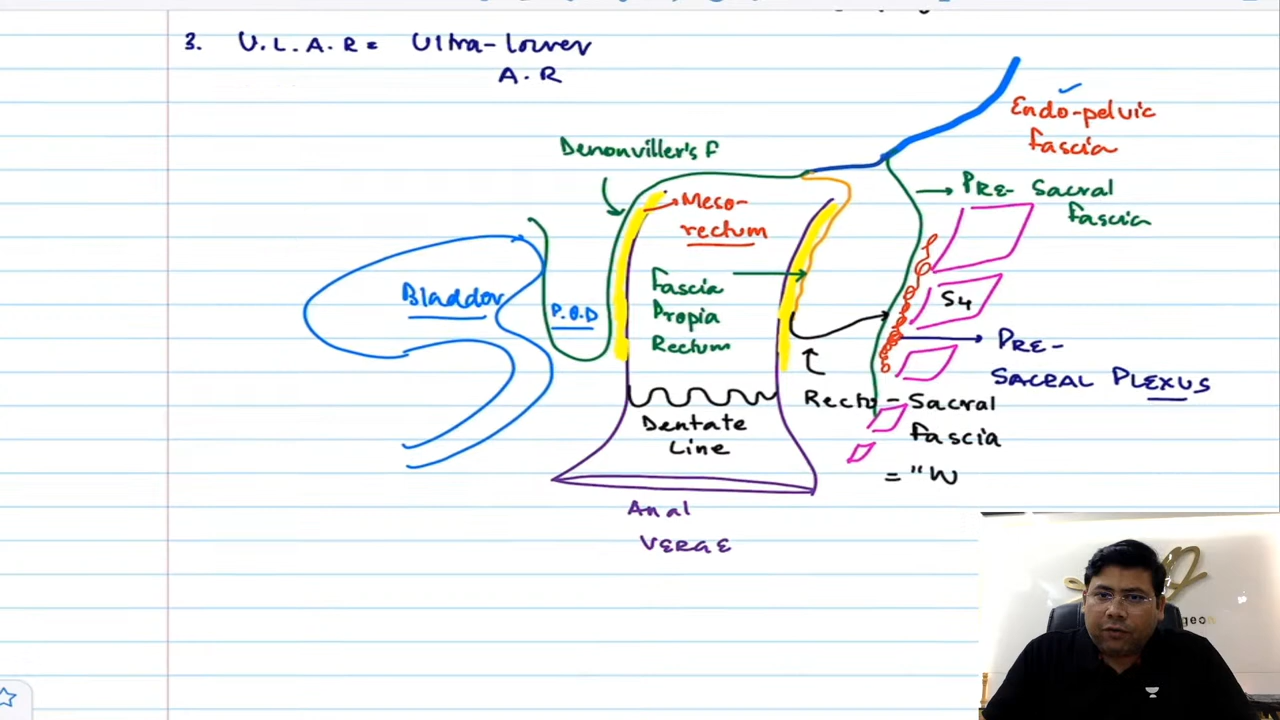 3. U.L.A.R = Ultra-lower
A.R
Endo-pelvic
fascia
Denonviller's F
PRE- Sacral
fascia
Meso-
rectum
Bladder
P.O.D
Fascia
Propia
Rectum
S4
PRE-
SACRAL PLEXUS
Recto-Sacral
fascia
= "W
Dentate
Line
Anal
VERGE
geon